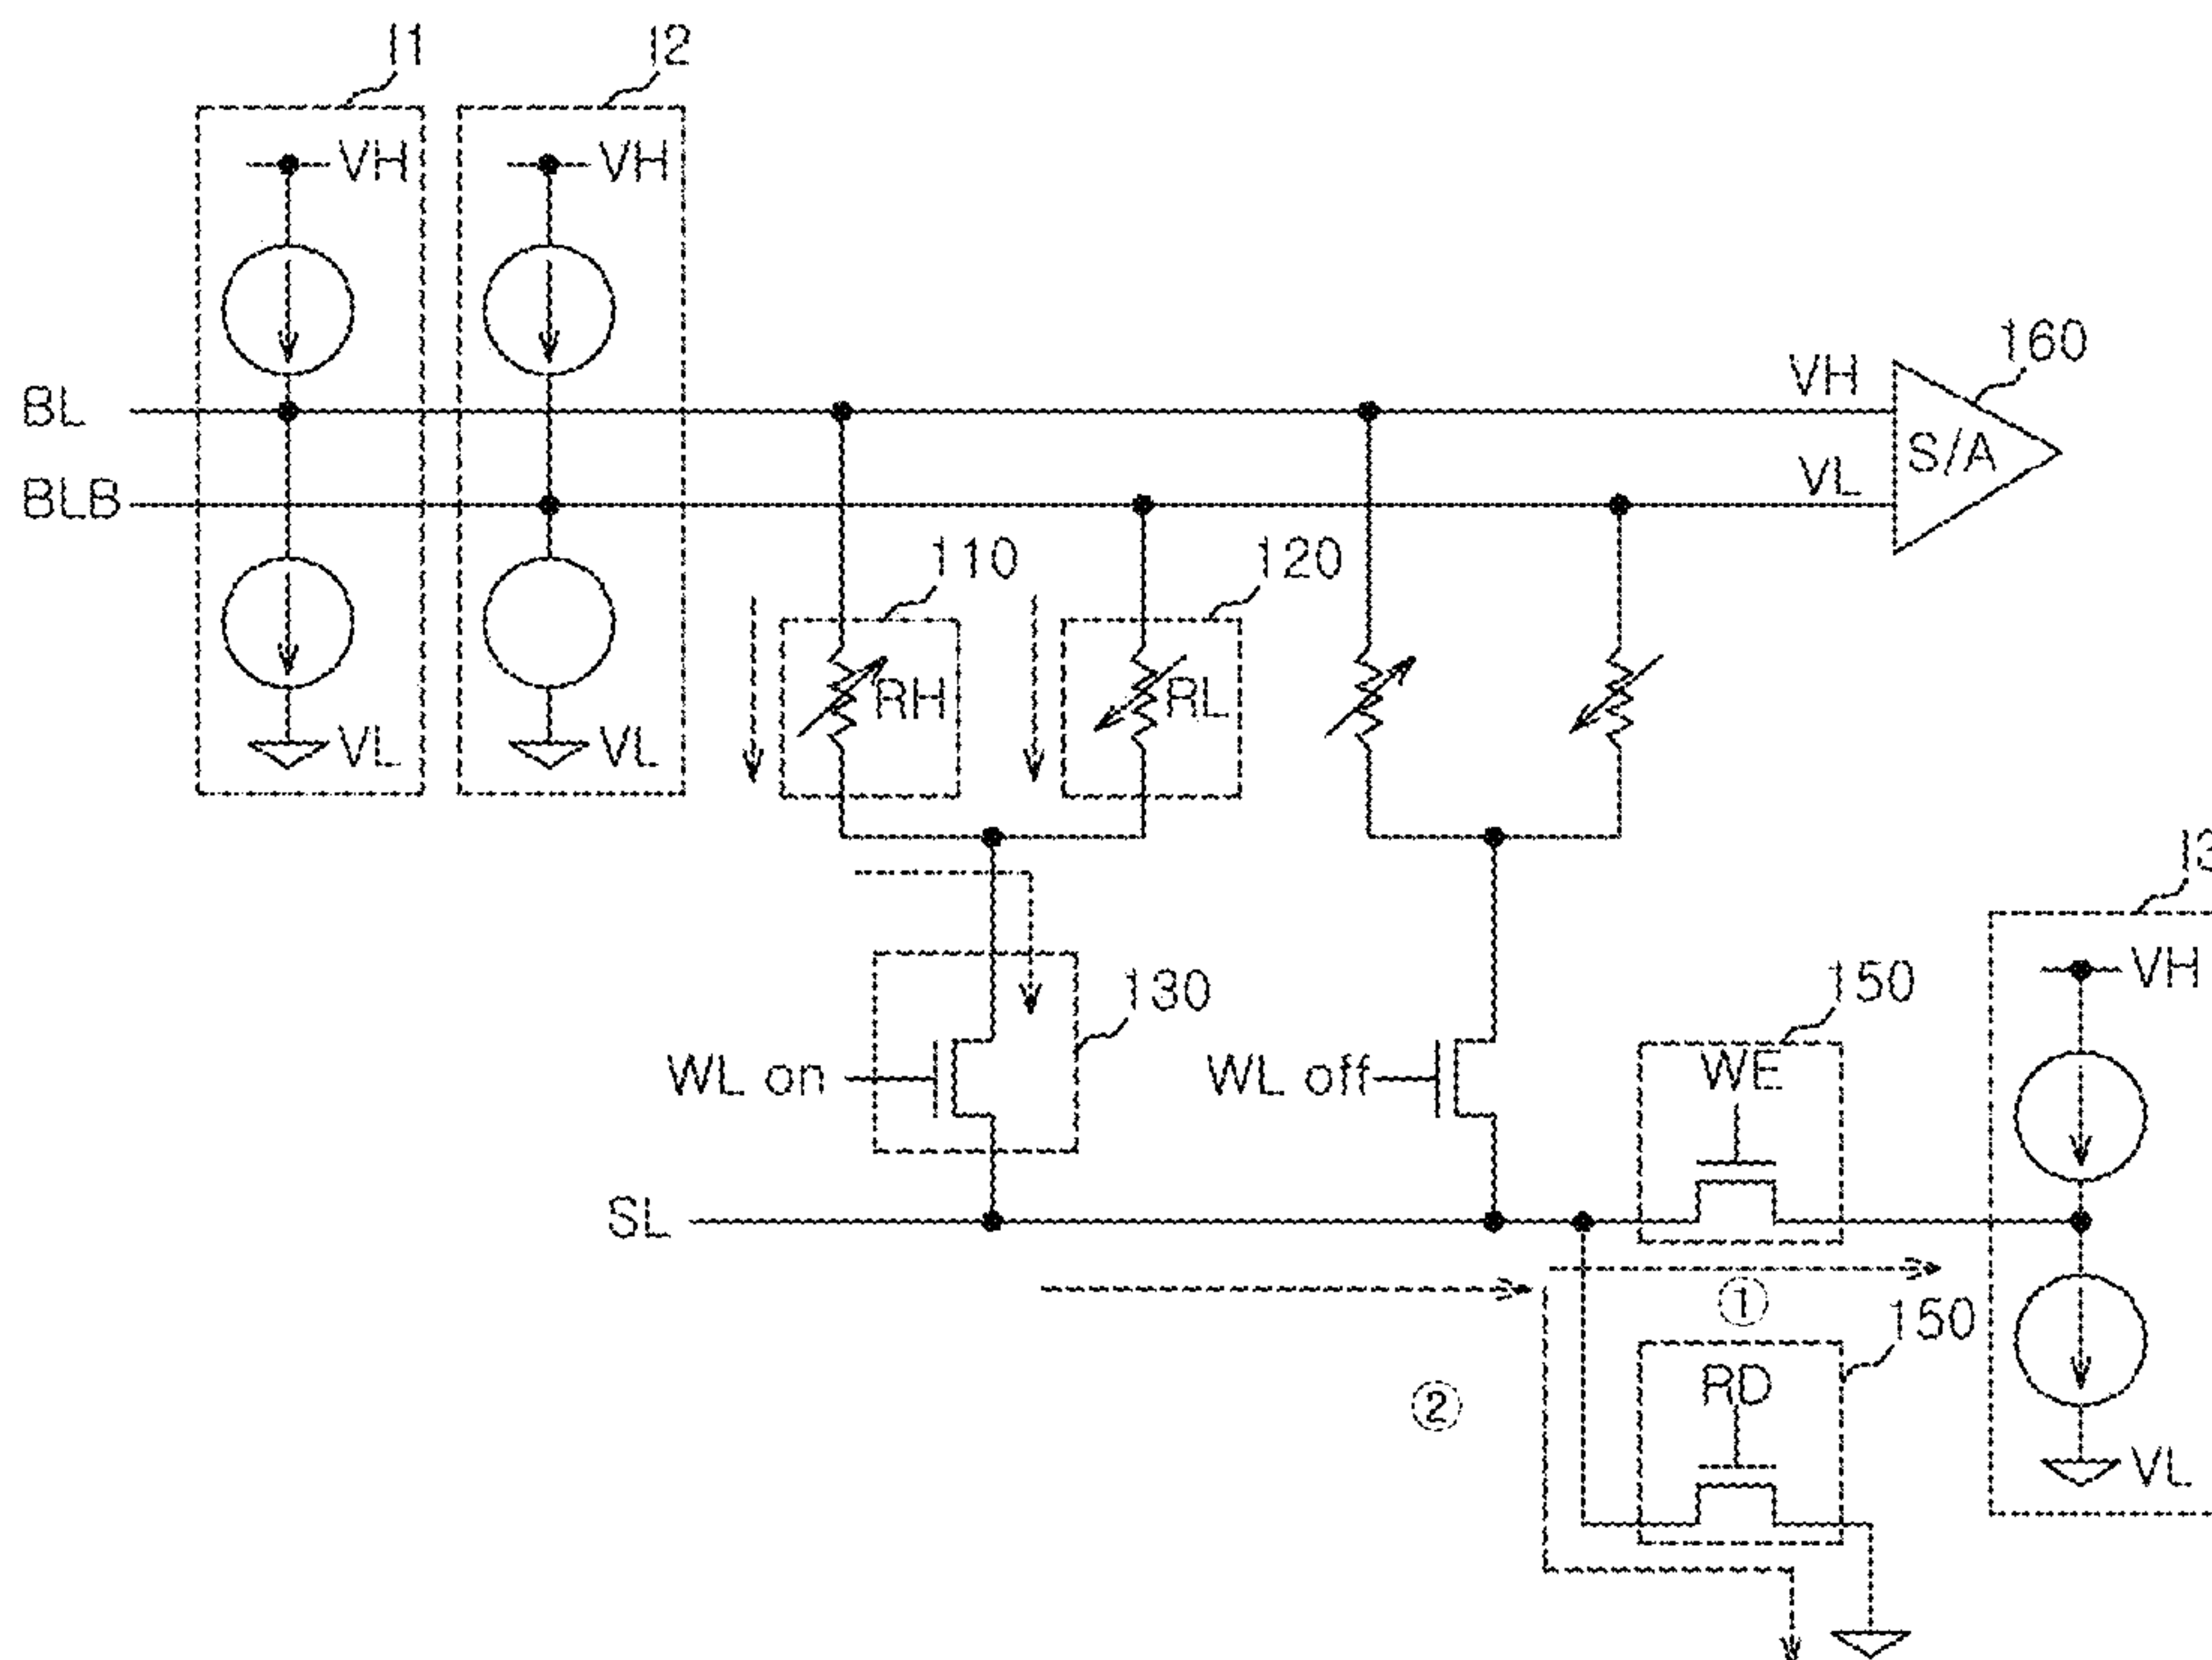 I1
I2
VH
VH
160
VH
BL
S/A
VL
BLB
110
120
RH
RL
VL
VL
I3
VH
130
150
WE
WL on
WL off
SL
①
150
RD
②
VL